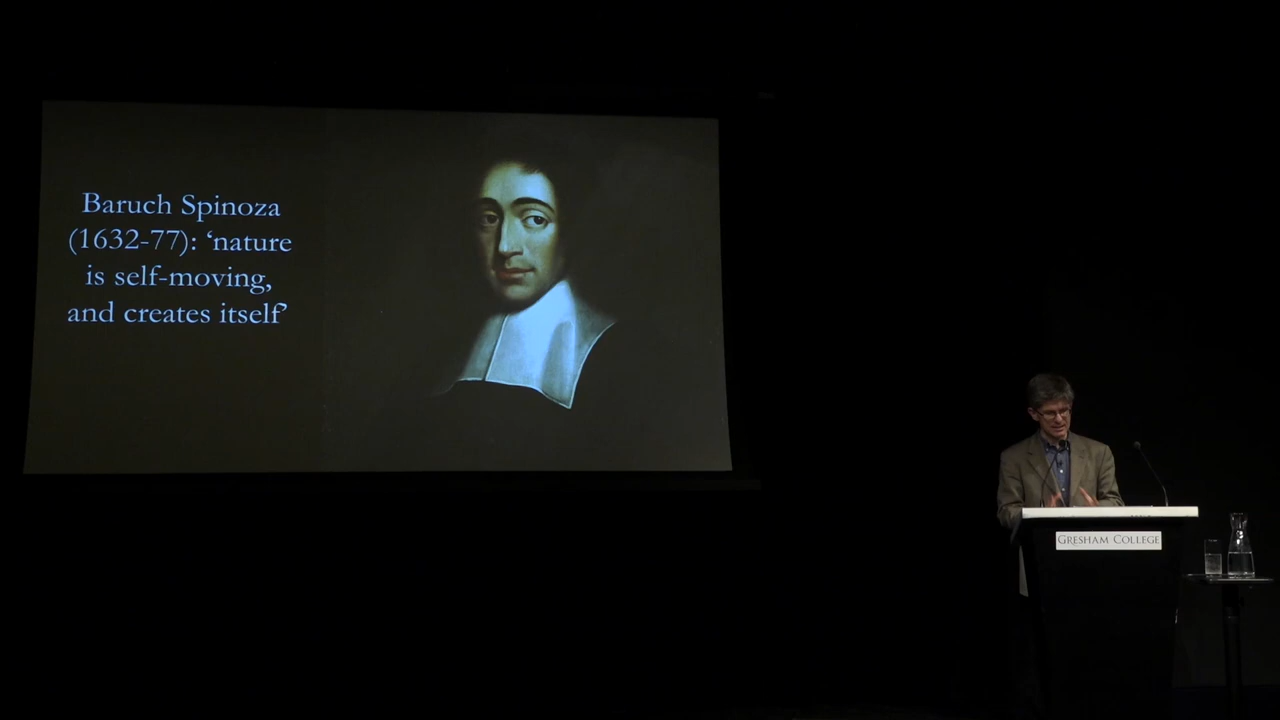 Baruch Spinoza
(1632-77): ‘nature
is self-moving,
and creates itself’
GRESHAM COLLEGE